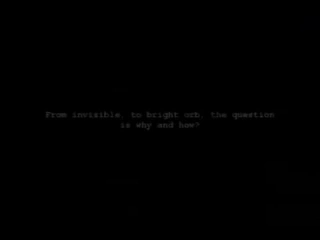 From invisible, to bright orb, the question
is why and how?